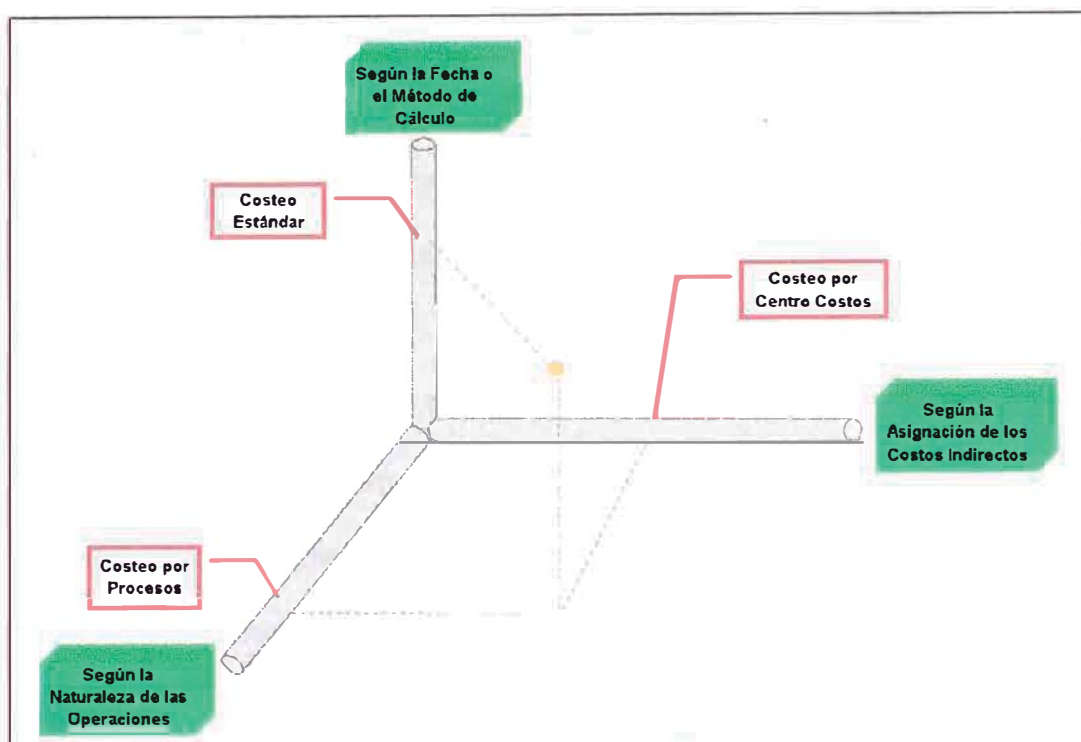 Según la Fecha o
el Método de
Cálculo
Costeo
Estándar
Costeo por
Centro Costos
Según la
Asignación de los
Costos Indirectos
Costeo por
Procesos
Según la
Naturaleza de las
Operaciones